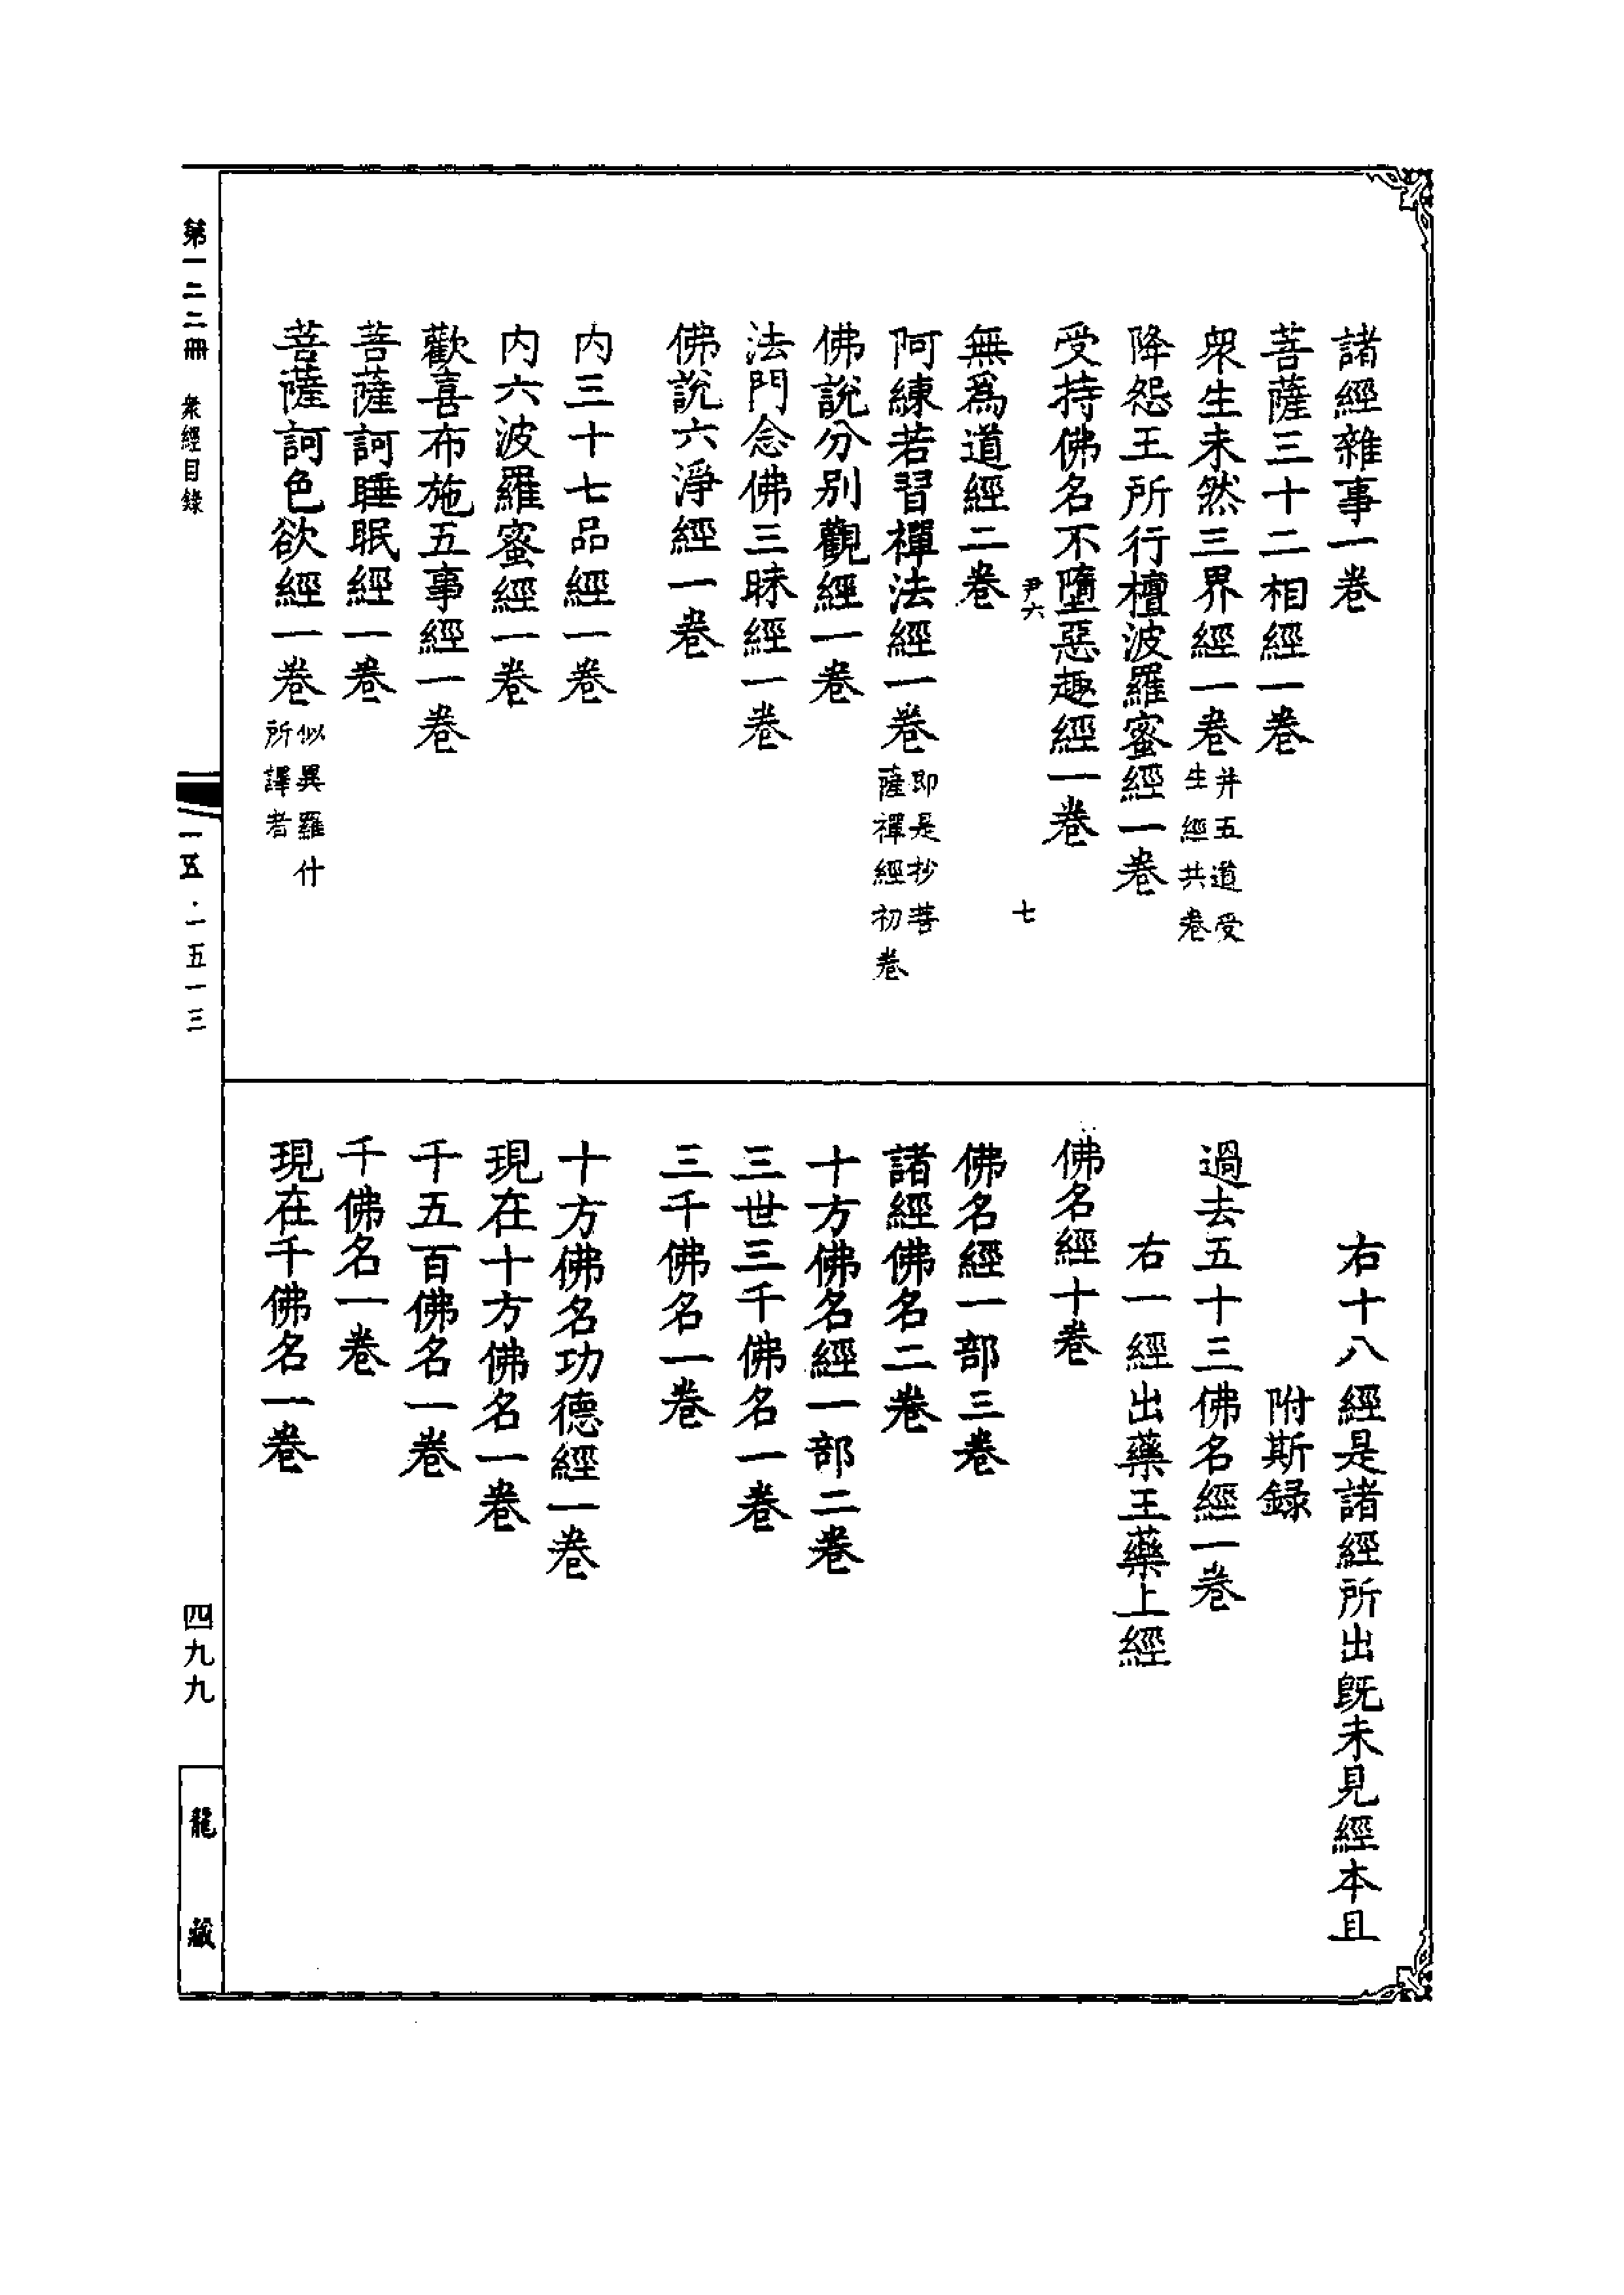 諸經雜事一卷
菩薩三十二相經一卷
衆生未然三界經一卷 并五道受生經共卷
降怨王所行檀波羅蜜經一卷
受持佛名不墮惡趣經一卷
尹六 七
無爲道經二卷
阿練若習禪法經一卷 即是抄菩薩禪經初卷
佛說分别觀經一卷
法門念佛三昧經一卷
佛說六淨經一卷
内三十七品經一卷
内六波羅蜜經一卷
歡喜布施五事經一卷
菩薩訶睡眠經一卷
菩薩訶色欲經一卷 似異羅什所譯者
右十八經是諸經所出旣未見經本且
附斯録
過去五十三佛名經一卷
右一經出藥王藥上經
佛名經十卷
佛名經一部三卷
諸經佛名二卷
十方佛名經一部二卷
三世三千佛名一卷
三千佛名一卷
十方佛名功德經一卷
現在十方佛名一卷
千五百佛名一卷
千佛名一卷
現在千佛名一卷
第一二二冊 衆經目錄
一五·一五一三
四九九
龍藏